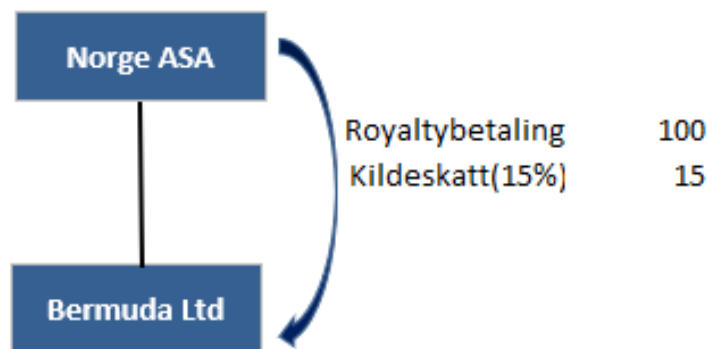 Norge ASA
Royaltybetaling 100
Kildeskatt(15%) 15
Bermuda Ltd